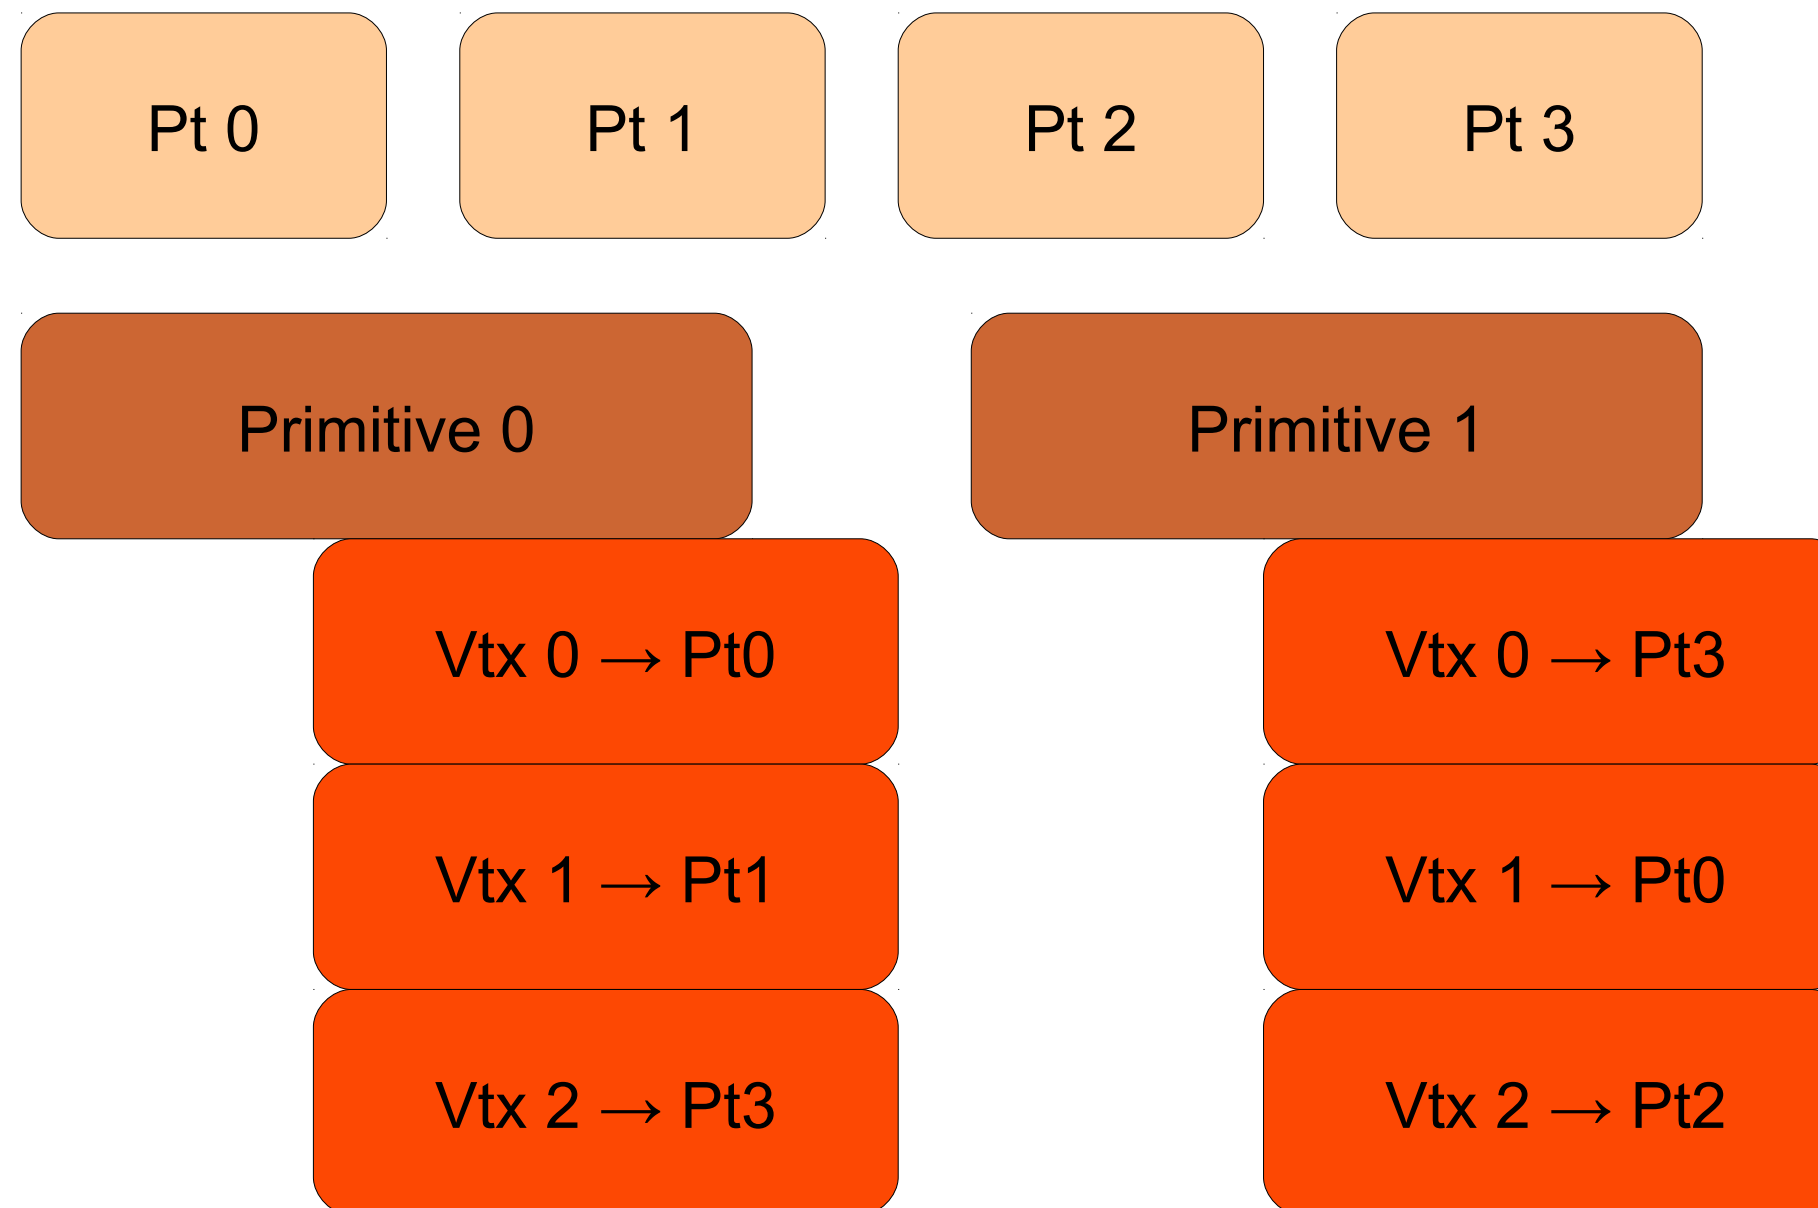 Pt 0
Pt 1
Pt 2
Pt 3
Primitive 0
Primitive 1
Vtx 0 → Pt0
Vtx 0 → Pt3
Vtx 1 → Pt1
Vtx 1 → Pt0
Vtx 2 → Pt3
Vtx 2 → Pt2